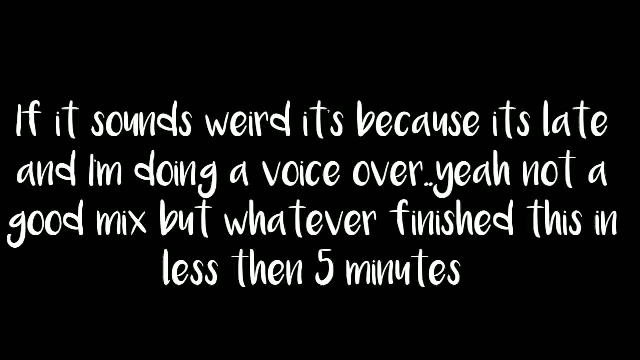 If it sounds weird it's because its late
and I'm doing a voice over..yeah not a
good mix but whatever finished this in
less then 5 minutes